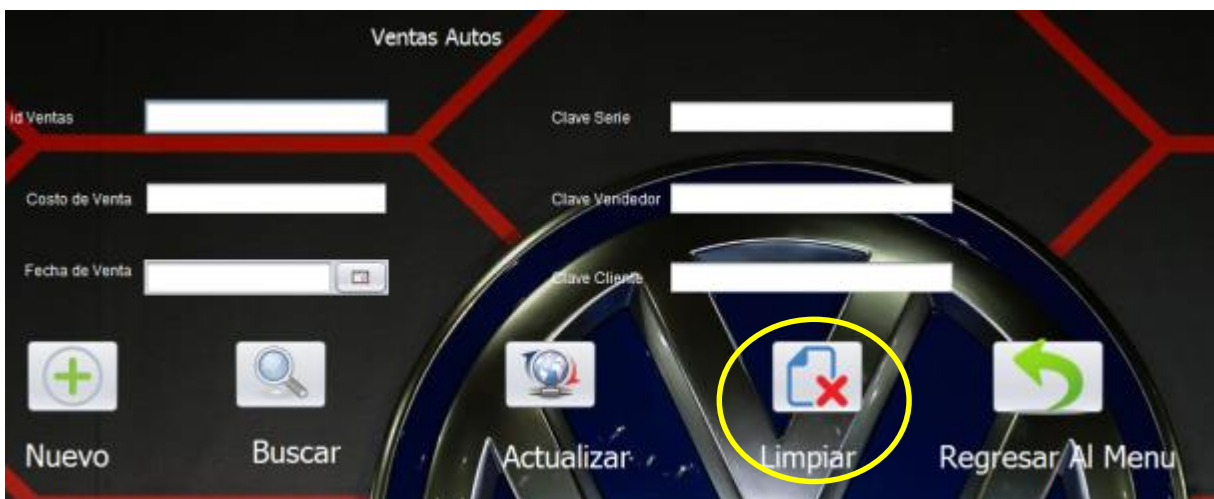 Ventas Autos
id Ventas
Clave Serie
Costo de Venta
Clave Vendedor
Fecha de Venta
Clave Cliente
Nuevo
Buscar
Actualizar
Limpiar
Regresar Al Menu